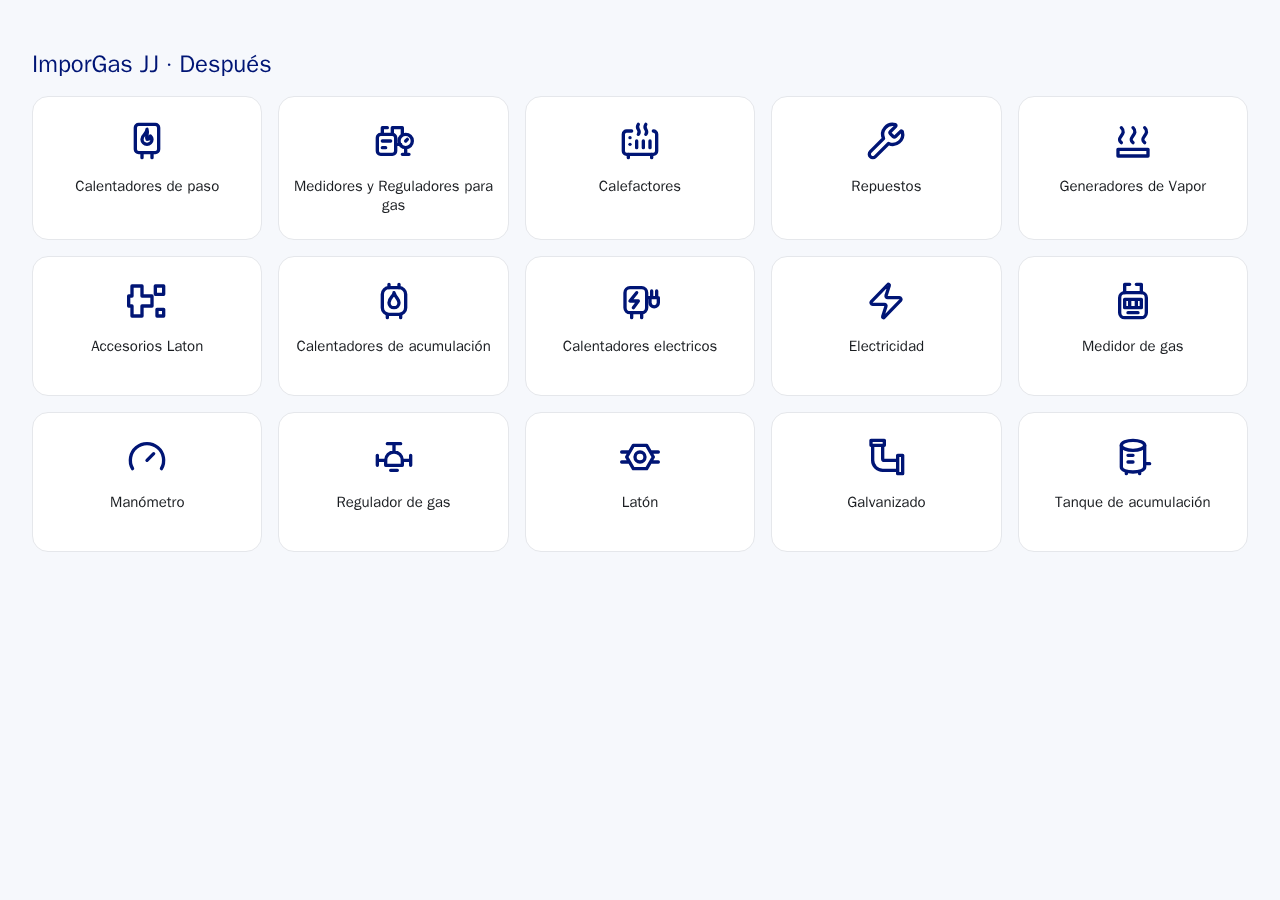 ImporGas JJ · Después
Calentadores de paso
Medidores y Reguladores para
gas
Calefactores
Repuestos
Generadores de Vapor
Accesorios Laton
Calentadores de acumulación
Calentadores electricos
Electricidad
Medidor de gas
Manómetro
Regulador de gas
Latón
Galvanizado
Tanque de acumulación